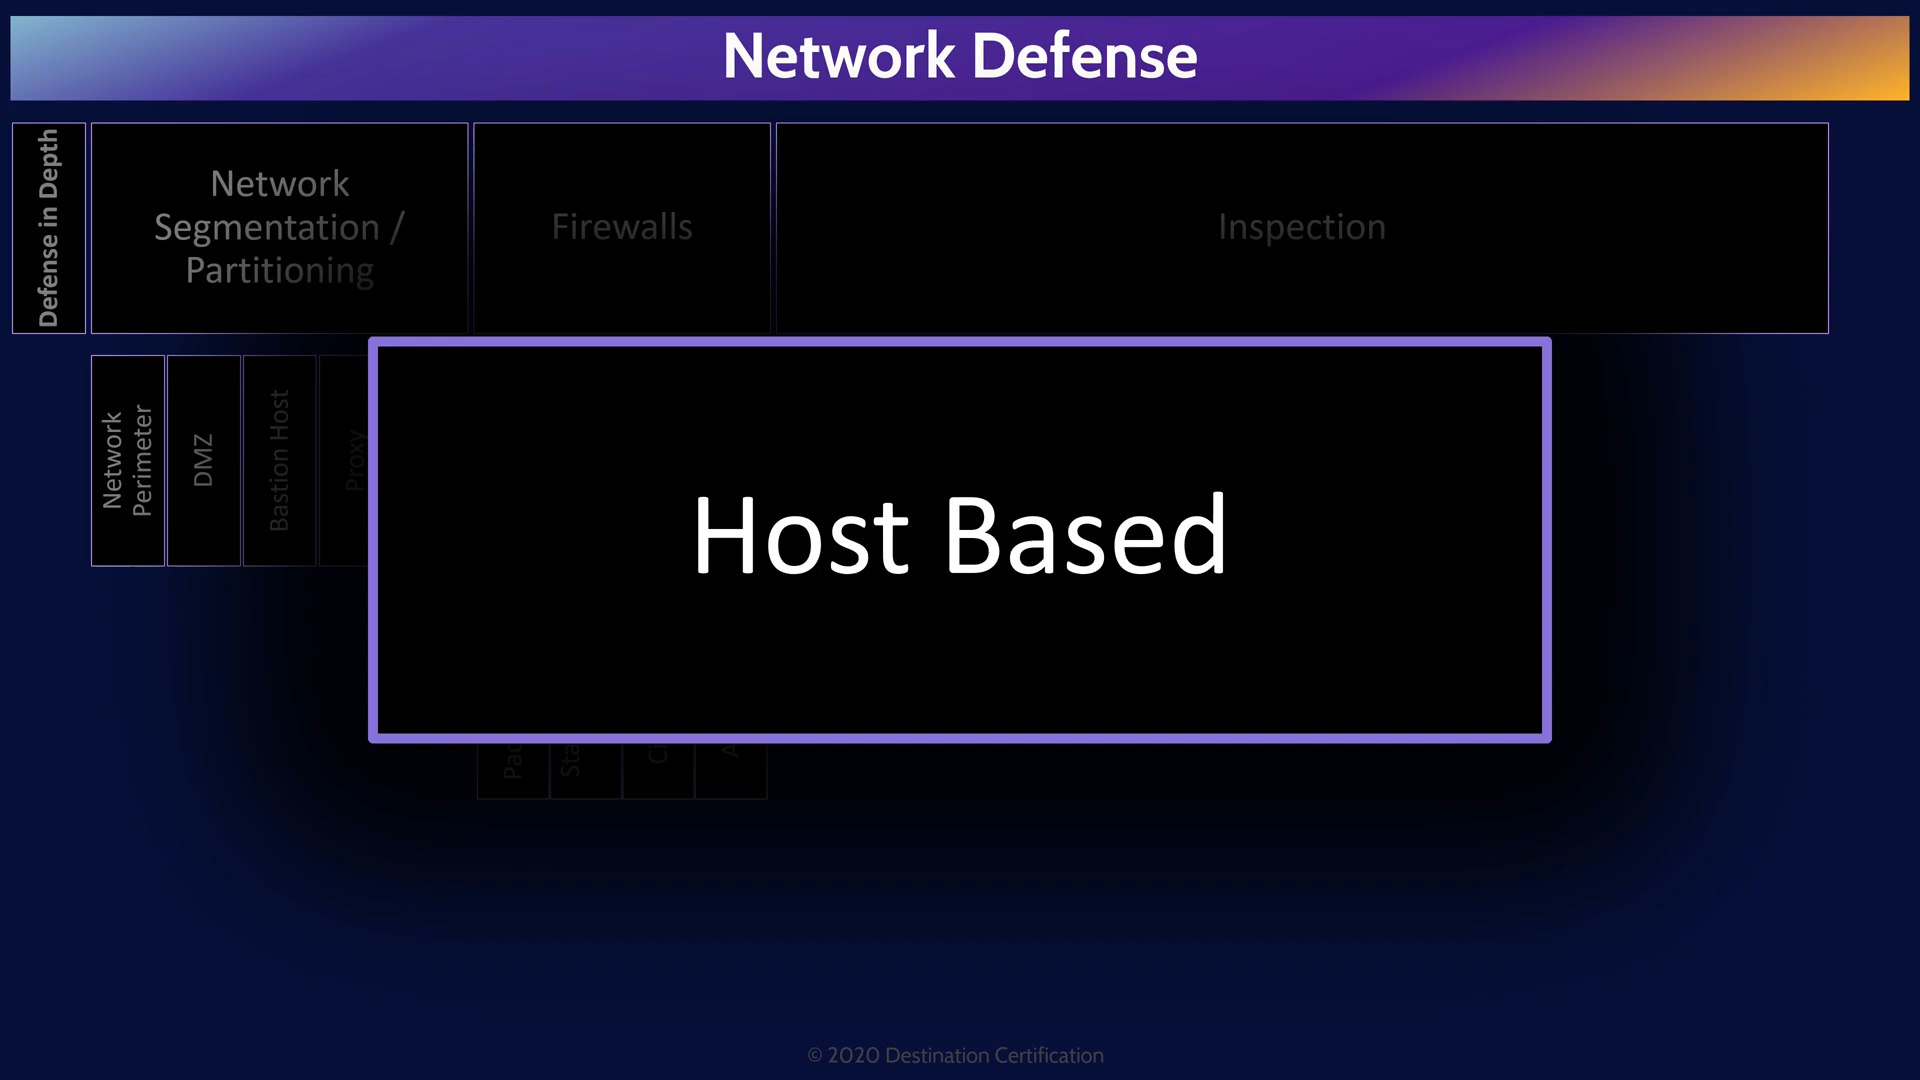 Network Defense
Defense in Depth
Network
Segmentation /
Partitioning
Firewalls
Inspection
Network
Perimeter
DMZ
Bastion Host
Proxy
Host Based
© 2020 Destination Certification